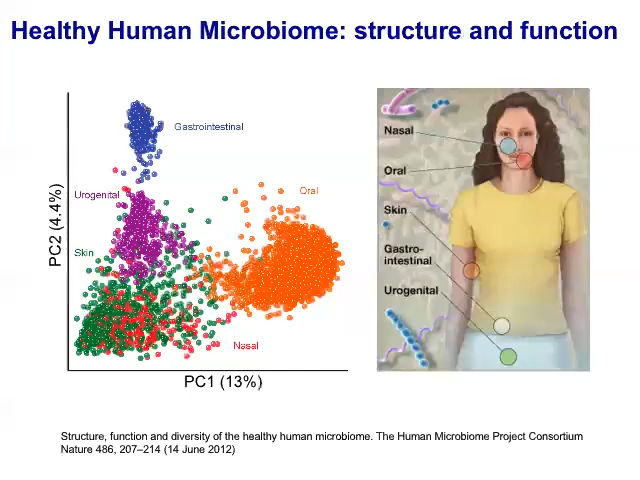 Healthy Human Microbiome: structure and function
Gastrointestinal
Urogenital
Oral
Skin
Nasal
PC2 (4.4%)
PC1 (13%)
Nasal
Oral
Skin
Gastro-
intestinal
Urogenital
Structure, function and diversity of the healthy human microbiome. The Human Microbiome Project Consortium
Nature 486, 207–214 (14 June 2012)